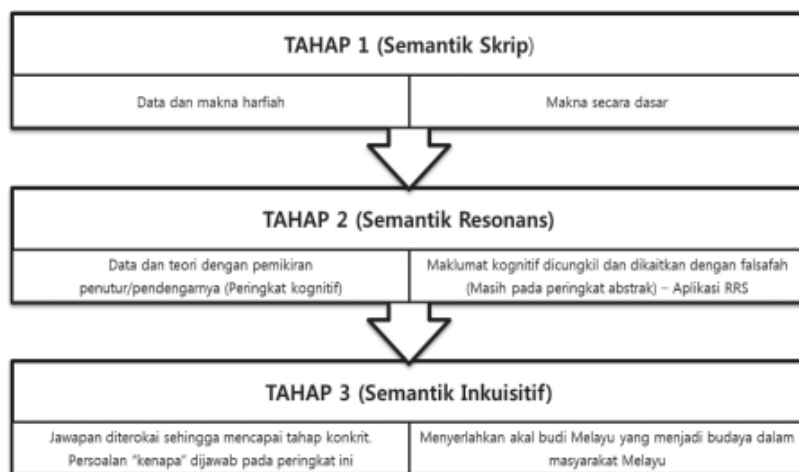 TAHAP 1 (Semantik Skrip)
Data dan makna harfiah
Makna secara dasar
TAHAP 2 (Semantik Resonans)
Data dan teori dengan pemikiran
penutur/pendengarnya (Peringkat kognitif)
Maklumat kognitif dicungkil dan dikaitkan dengan falsafah
(Masih pada peringkat abstrak) – Aplikasi RRS
TAHAP 3 (Semantik Inkuisitif)
Jawapan diterokai sehingga mencapai tahap konkrit.
Persoalan "kenapa" dijawab pada peringkat ini
Menyerlahkan akal budi Melayu yang menjadi budaya dalam
masyarakat Melayu